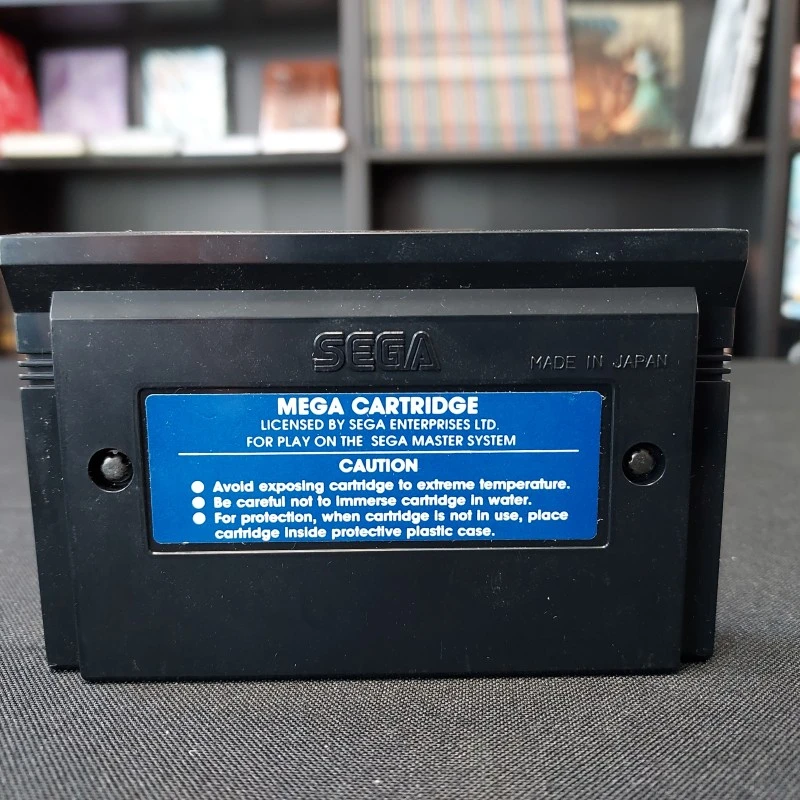 SEGA
MADE IN JAPAN
MEGA CARTRIDGE
LICENSED BY SEGA ENTERPRISES LTD.
FOR PLAY ON THE SEGA MASTER SYSTEM
CAUTION
● Avoid exposing cartridge to extreme temperature.
● Be careful not to immerse cartridge in water.
● For protection, when cartridge is not in use, place
cartridge inside protective plastic case.